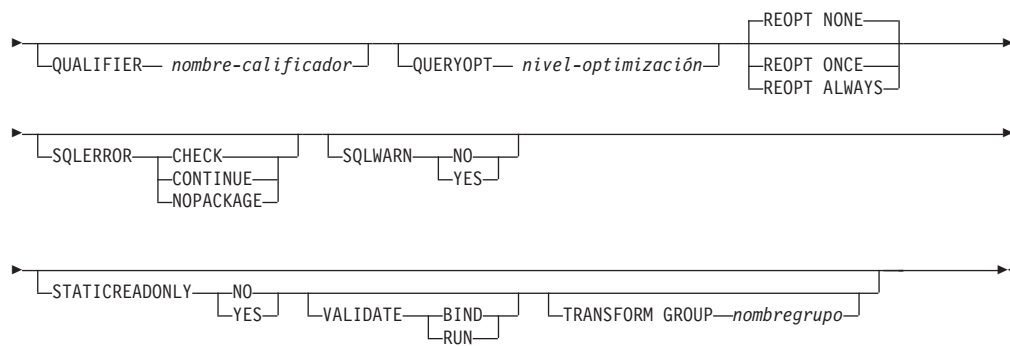 REOPT NONE
QUALIFIER nombre-calificador QUERYOPT nivel-optimización REOPT ONCE
REOPT ALWAYS
SQLERROR CHECK SQLWARN NO
CONTINUE YES
NOPACKAGE
STATICREADONLY NO VALIDATE BIND TRANSFORM GROUP nombregrupo
YES RUN